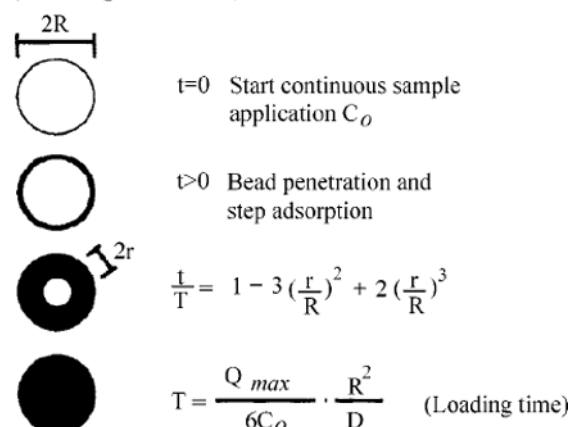 2R
t=0 Start continuous sample
application C_O
t>0 Bead penetration and
step adsorption
2r
t/T = 1 - 3 (r/R)^2 + 2 (r/R)^3
T = Q max / 6C_O · R^2 / D (Loading time)